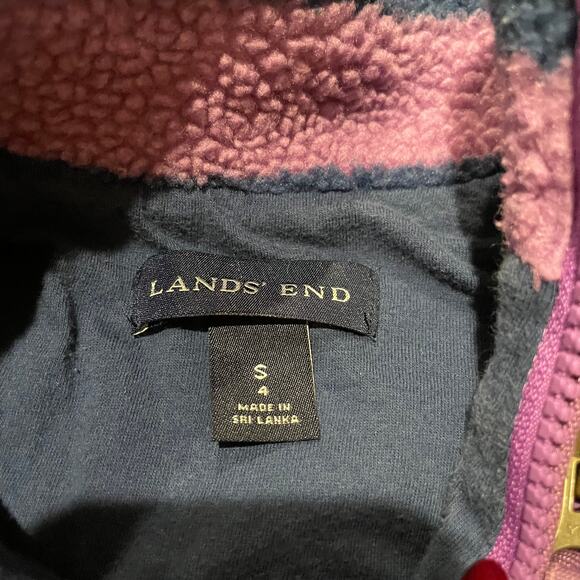 LANDS' END
S
4
MADE IN
SRI LANKA